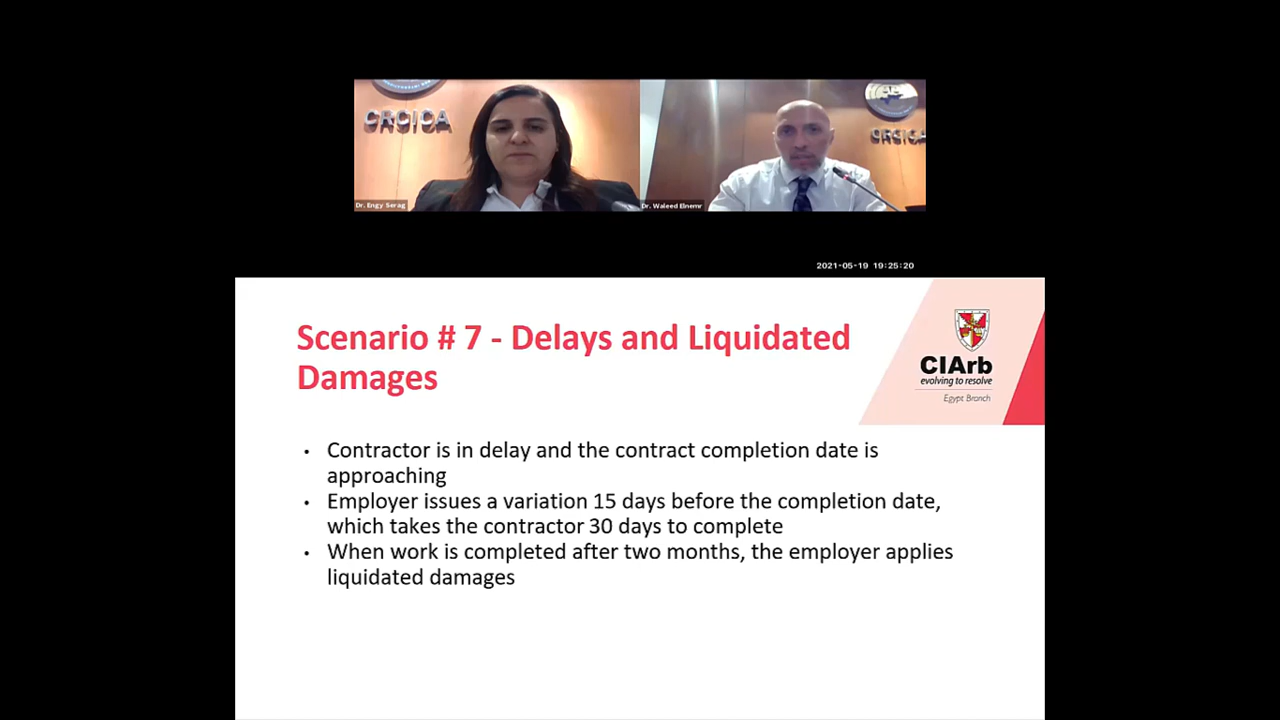 CRCICA
CRCICA
Dr. Engy Serag
Dr. Waleed Elnemr
2021-05-19 19:25:20
Scenario # 7 - Delays and Liquidated
Damages
CIArb
evolving to resolve
Egypt Branch
• Contractor is in delay and the contract completion date is
approaching
• Employer issues a variation 15 days before the completion date,
which takes the contractor 30 days to complete
• When work is completed after two months, the employer applies
liquidated damages